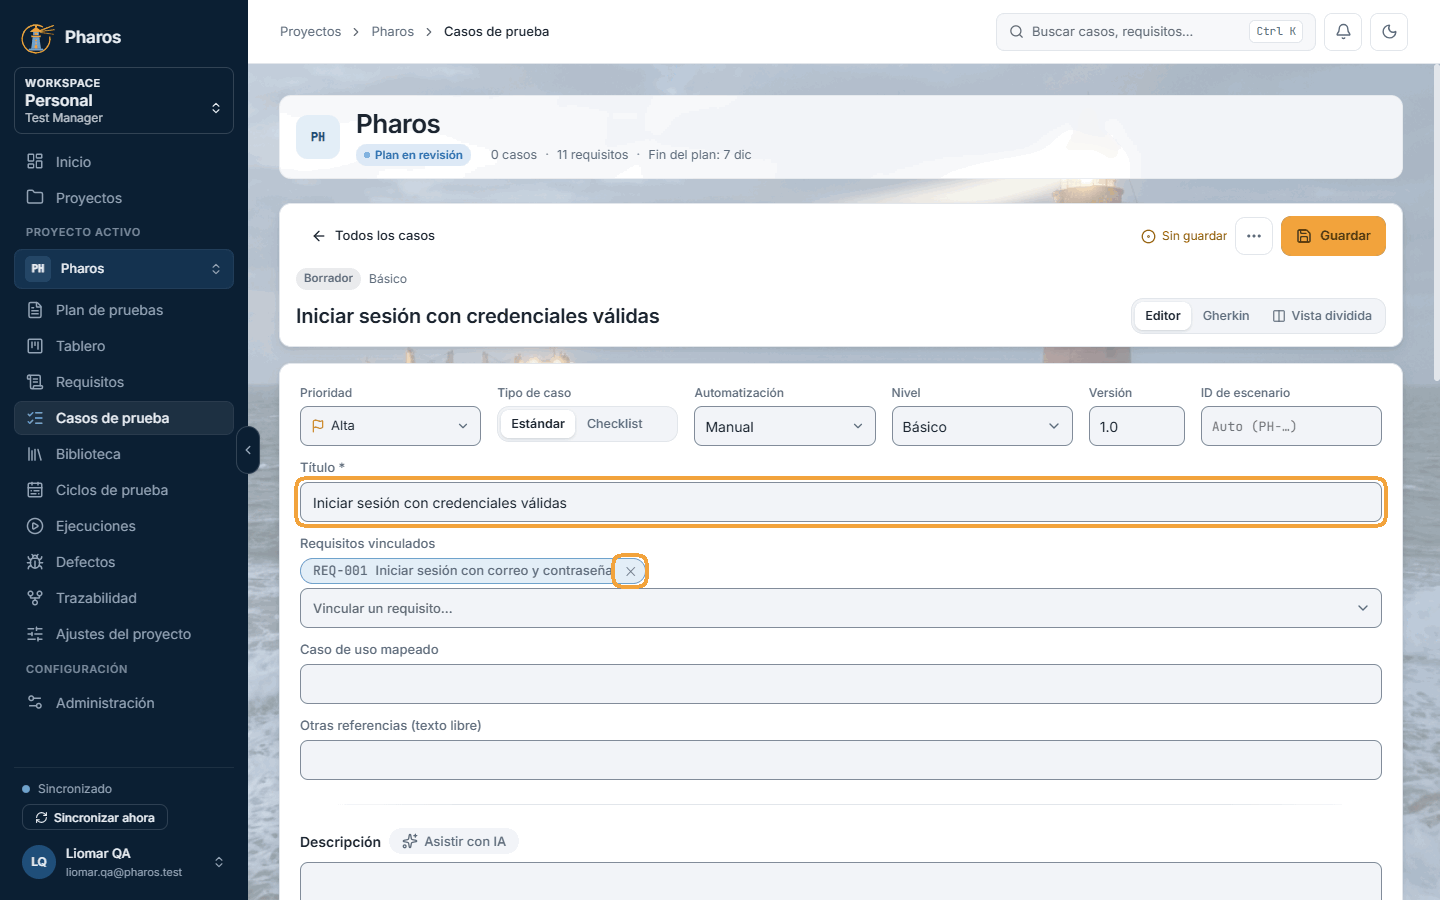 Pharos
WORKSPACE
Personal
Test Manager
Inicio
Proyectos
PROYECTO ACTIVO
PH Pharos
Plan de pruebas
Tablero
Requisitos
Casos de prueba
Biblioteca
Ciclos de prueba
Ejecuciones
Defectos
Trazabilidad
Ajustes del proyecto
CONFIGURACIÓN
Administración
Sincronizado
Sincronizar ahora
LQ Liomar QA
liomar.qa@pharos.test
Proyectos > Pharos > Casos de prueba
Buscar casos, requisitos... Ctrl K
PH Pharos
Plan en revisión 0 casos · 11 requisitos · Fin del plan: 7 dic
Todos los casos
Sin guardar ··· Guardar
Borrador Básico
Iniciar sesión con credenciales válidas
Editor Gherkin Vista dividida
Prioridad Tipo de caso Automatización Nivel Versión ID de escenario
Alta Estándar Checklist Manual Básico 1.0 Auto (PH-…)
Título *
Iniciar sesión con credenciales válidas
Requisitos vinculados
REQ-001 Iniciar sesión con correo y contraseña
Vincular un requisito...
Caso de uso mapeado
Otras referencias (texto libre)
Descripción Asistir con IA